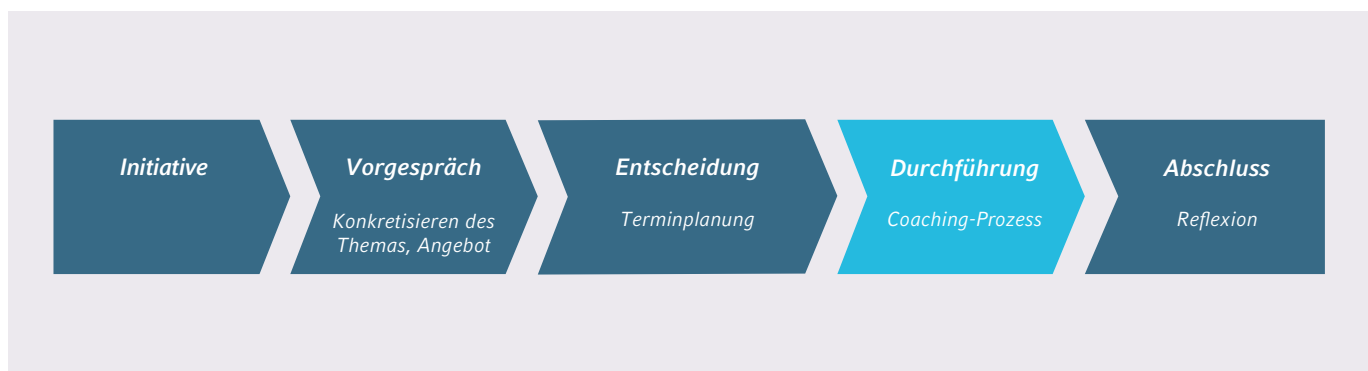 Initiative
Vorgespräch
Konkretisieren des
Themas, Angebot
Entscheidung
Terminplanung
Durchführung
Coaching-Prozess
Abschluss
Reflexion